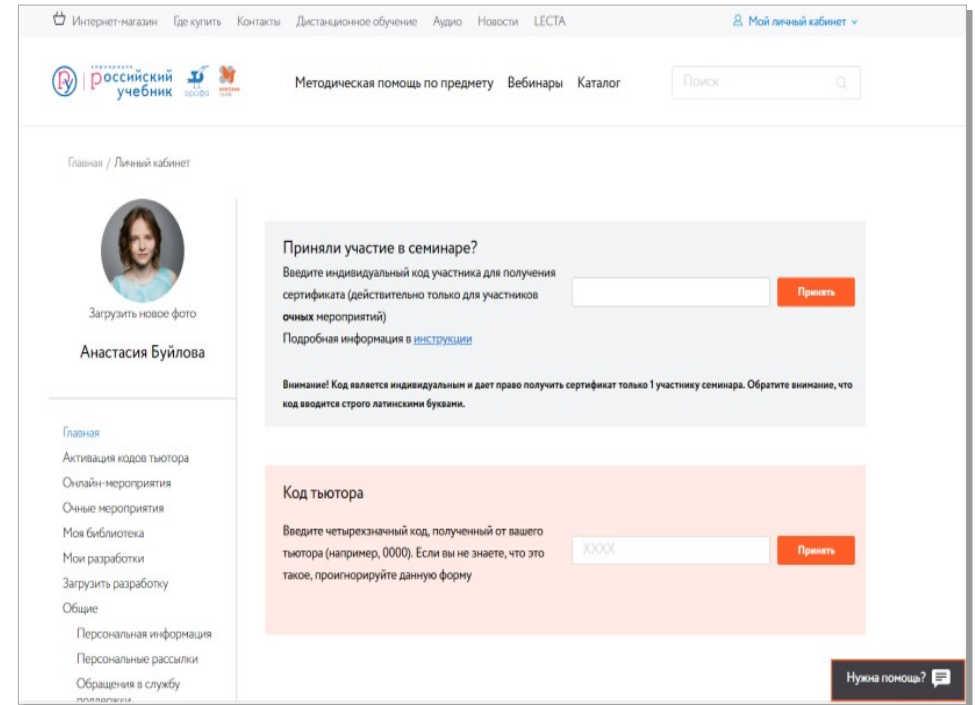 Интернет-магазин Где купить Контакты Дистанционное обучение Аудио Новости LECTA Мой личный кабинет
корпорация
российский
учебник
дрофа
вентана
граф
Методическая помощь по предмету Вебинары Каталог Поиск
Главная / Личный кабинет
Загрузить новое фото
Анастасия Буйлова
Главная
Активация кодов тьютора
Онлайн-мероприятия
Очные мероприятия
Моя библиотека
Мои разработки
Загрузить разработку
Общие
Персональная информация
Персональные рассылки
Обращения в службу
поддержки
Приняли участие в семинаре?
Введите индивидуальный код участника для получения
сертификата (действительно только для участников
очных мероприятий)
Подробная информация в инструкции
Принять
Внимание! Код является индивидуальным и дает право получить сертификат только 1 участнику семинара. Обратите внимание, что
код вводится строго латинскими буквами.
Код тьютора
Введите четырехзначный код, полученный от вашего
тьютора (например, 0000). Если вы не знаете, что это
такое, проигнорируйте данную форму
XXXX
Принять
Нужна помощь?